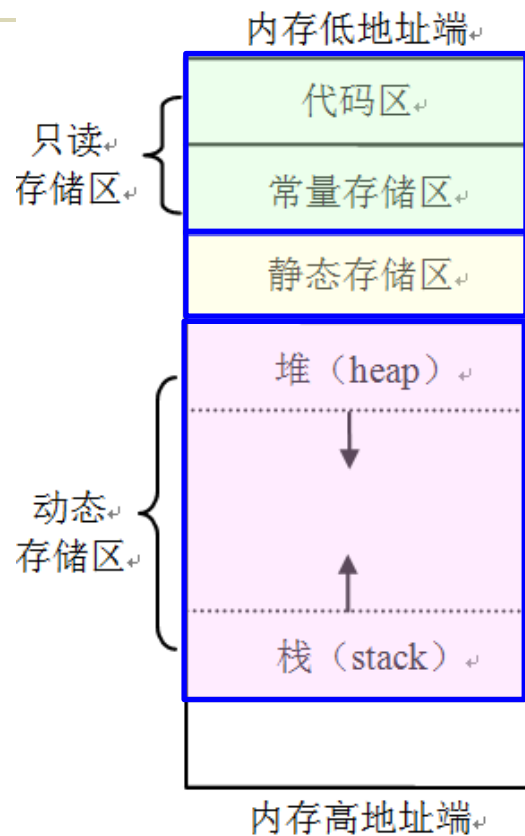 内存低地址端
代码区
只读
存储区
常量存储区
静态存储区
堆（heap）
动态
存储区
栈（stack）
内存高地址端